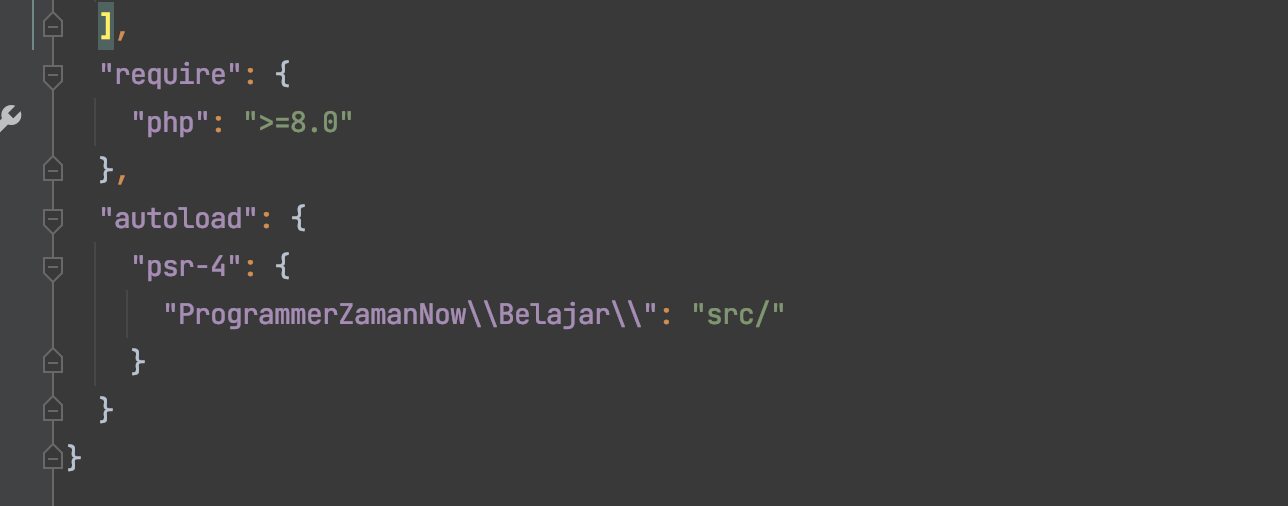 ],
"require": {
"php": ">=8.0"
},
"autoload": {
"psr-4": {
"ProgrammerZamanNow\\Belajar\\": "src/"
}
}
}